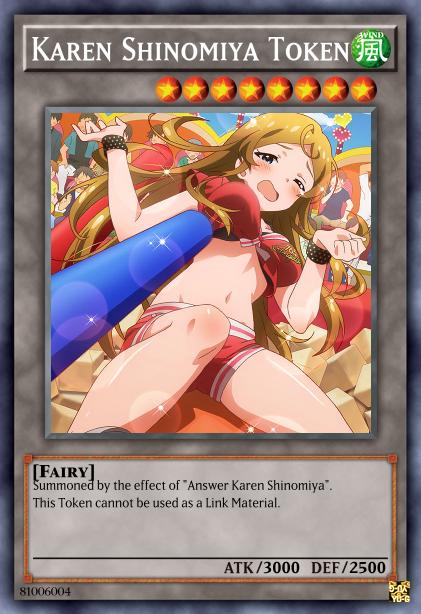 Karen Shinomiya Token
WIND
風
[Fairy]
Summoned by the effect of "Answer Karen Shinomiya".
This Token cannot be used as a Link Material.
ATK/3000 DEF/2500
81006004